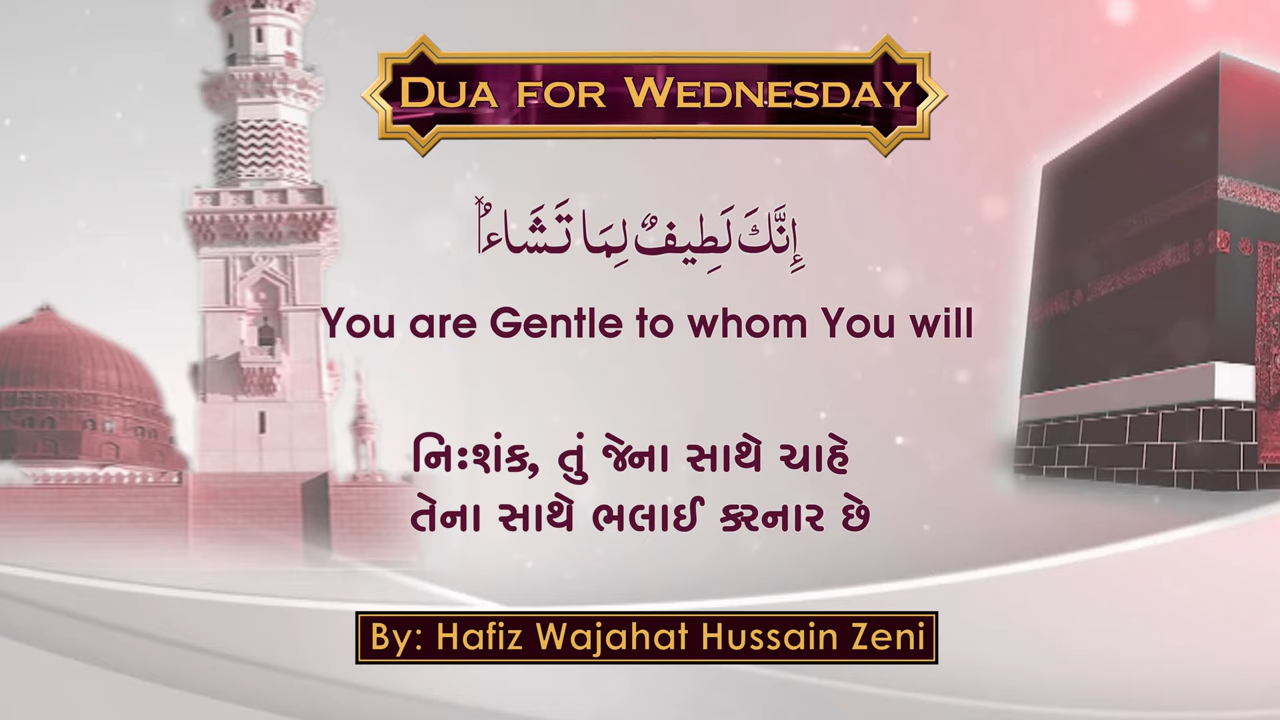 DUA FOR WEDNESDAY
إِنَّكَ لَطِيفٌ لِمَا تَشَاءُ
You are Gentle to whom You will
નિઃશંક, તું જેના સાથે ચાહે
તેના સાથે ભલાઈ કરનાર છે
By: Hafiz Wajahat Hussain Zeni